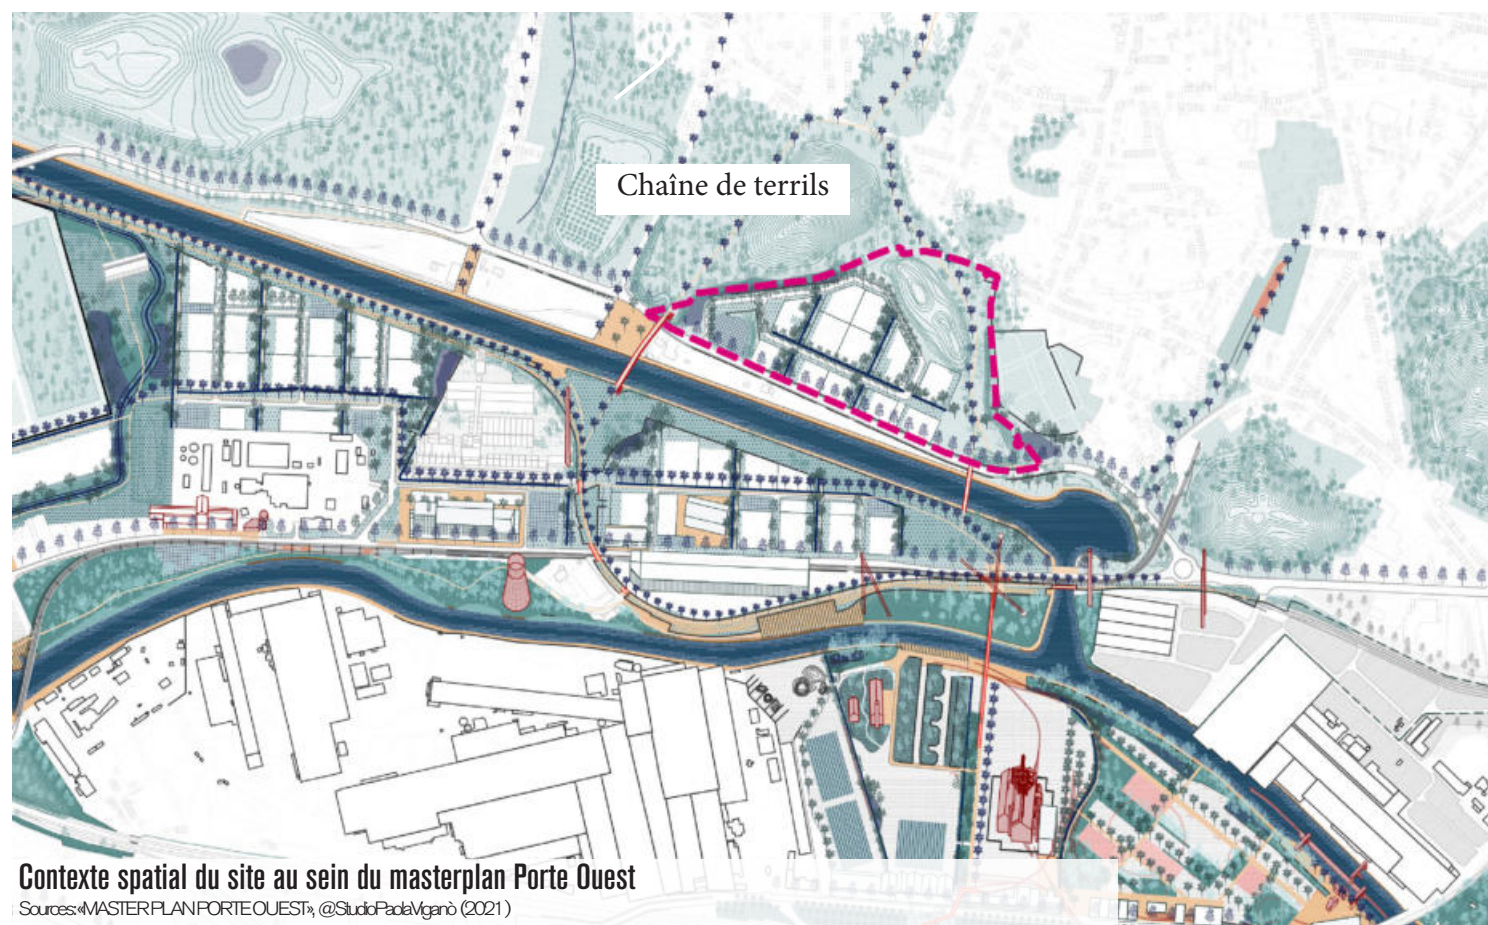 Chaîne de terrils
Contexte spatial du site au sein du masterplan Porte Ouest
Sources: «MASTER PLAN PORTE OUEST», @StudioPaolaViganò (2021)